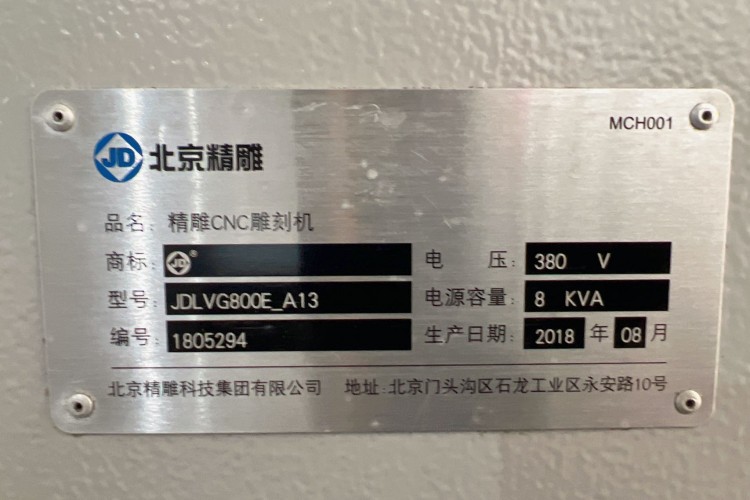 MCH001
JD 北京精雕
品名: 精雕CNC雕刻机
商标: JD®
电 压: 380 V
型号: JDLVG800E_A13
电源容量: 8 KVA
编号: 1805294
生产日期: 2018 年 08 月
北京精雕科技集团有限公司 地址:北京门头沟区石龙工业区永安路10号